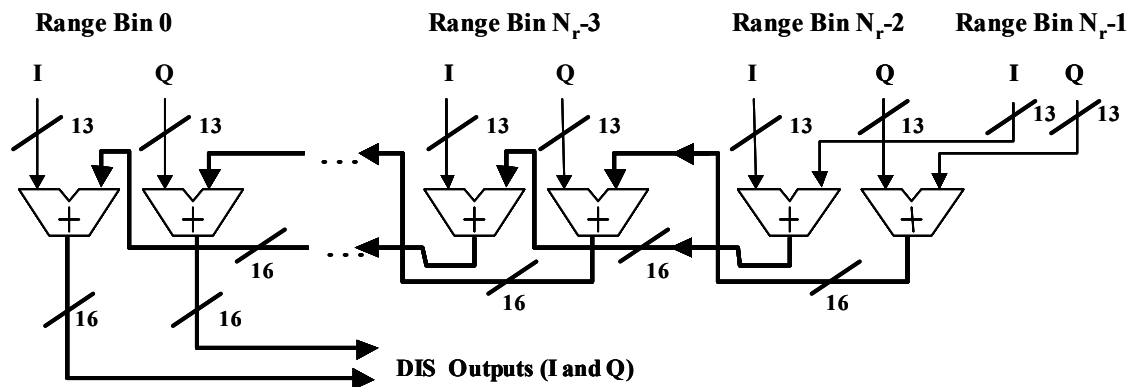 Range Bin 0 Range Bin Nr-3 Range Bin Nr-2 Range Bin Nr-1
I Q I Q I Q I Q
13 13 13 13 13 13 13 13
... 
+ + + + + +
...
16 16 16 16
16 16
DIS Outputs (I and Q)